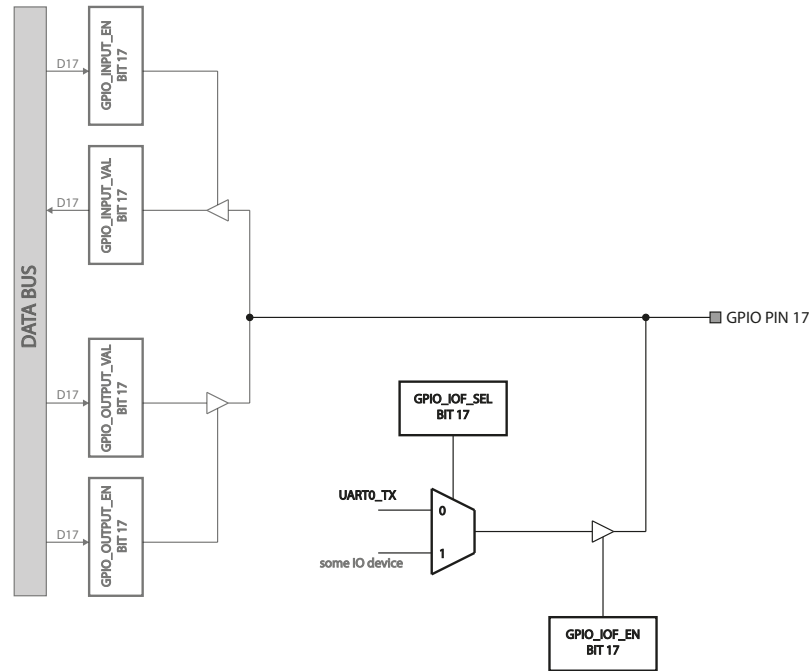 DATA BUS
D17
GPIO_INPUT_EN
BIT 17
D17
GPIO_INPUT_VAL
BIT 17
D17
GPIO_OUTPUT_VAL
BIT 17
D17
GPIO_OUTPUT_EN
BIT 17
GPIO PIN 17
GPIO_IOF_SEL
BIT 17
UART0_TX
0
1
some IO device
GPIO_IOF_EN
BIT 17